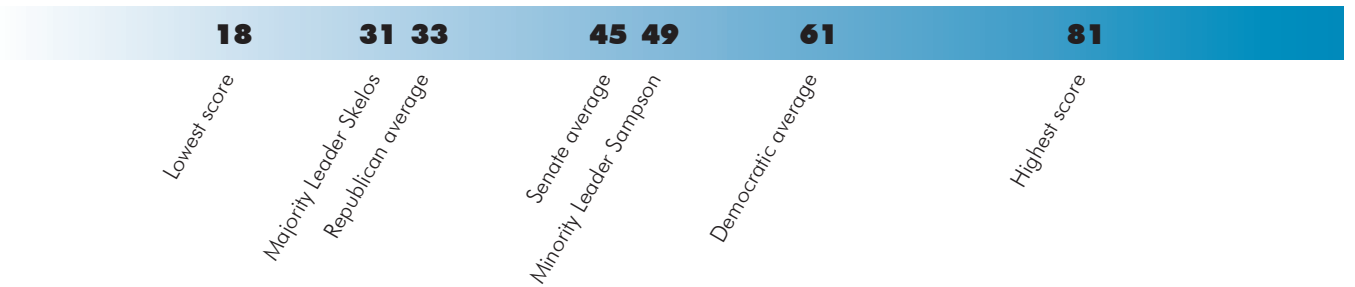 18 31 33 45 49 61 81
Lowest score
Majority Leader Skelos
Republican average
Senate average
Minority Leader Sampson
Democratic average
Highest score